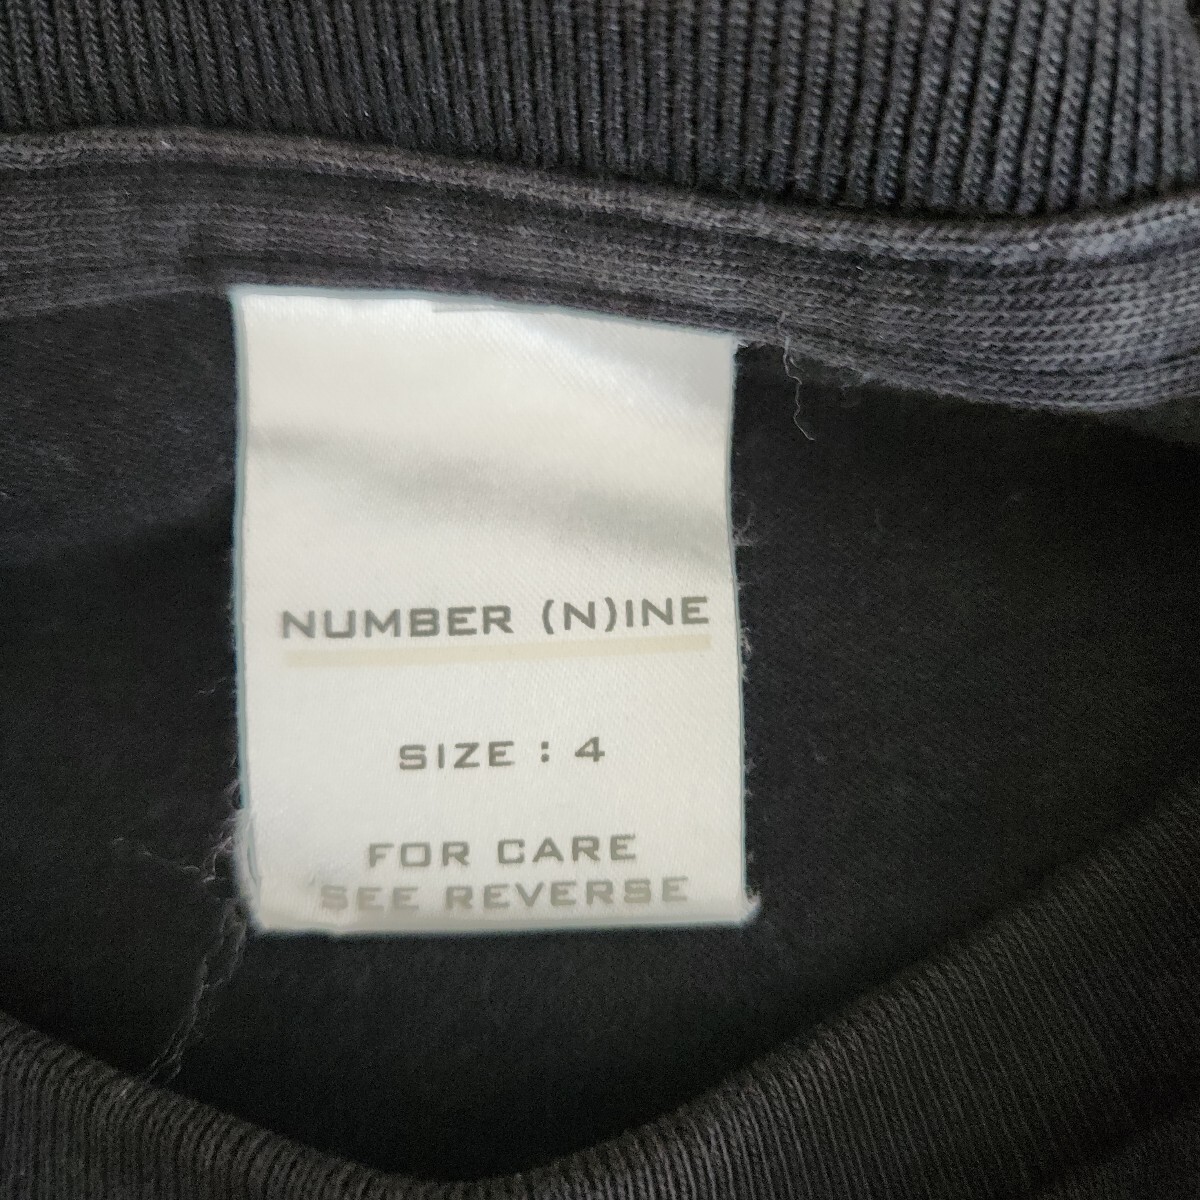 NUMBER (N)INE
SIZE : 4
FOR CARE
SEE REVERSE